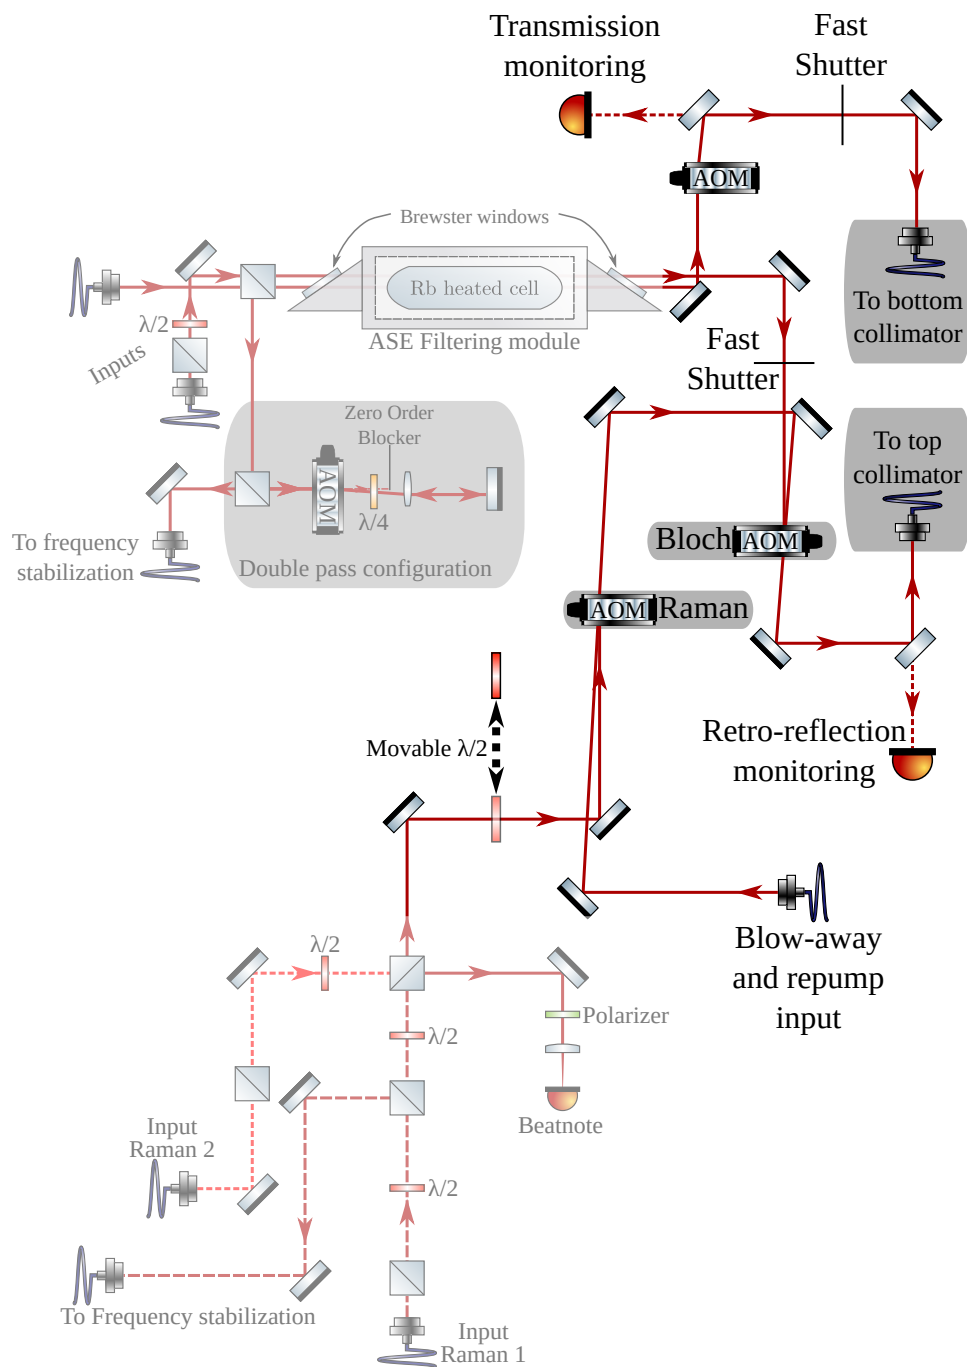 Transmission
monitoring
Fast
Shutter
AOM
Brewster windows
Rb heated cell
ASE Filtering module
λ/2
Inputs
To bottom
collimator
Fast
Shutter
Zero Order
Blocker
AOM
λ/4
Double pass configuration
To frequency
stabilization
To top
collimator
Bloch
AOM
AOM
Raman
Movable λ/2
Retro-reflection
monitoring
Blow-away
and repump
input
λ/2
Polarizer
λ/2
Beatnote
Input
Raman 2
λ/2
To Frequency stabilization
Input
Raman 1